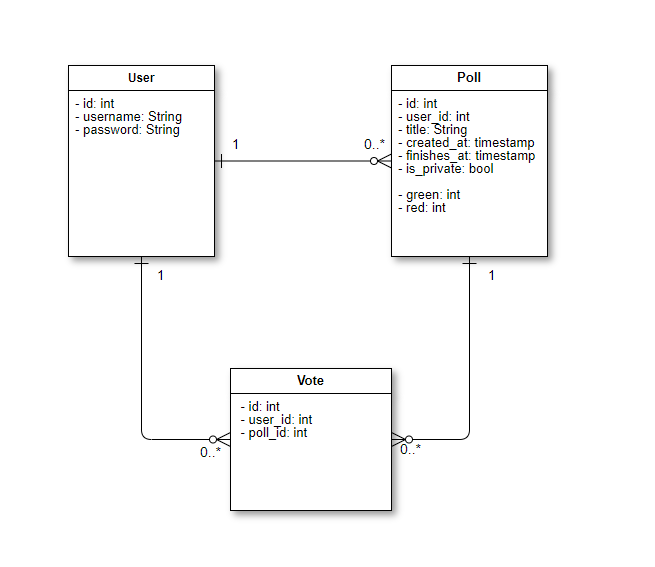 User
- id: int
- username: String
- password: String
Poll
- id: int
- user_id: int
- title: String
- created_at: timestamp
- finishes_at: timestamp
- is_private: bool
- green: int
- red: int
1
0..*
1
1
Vote
- id: int
- user_id: int
- poll_id: int
0..*
0..*